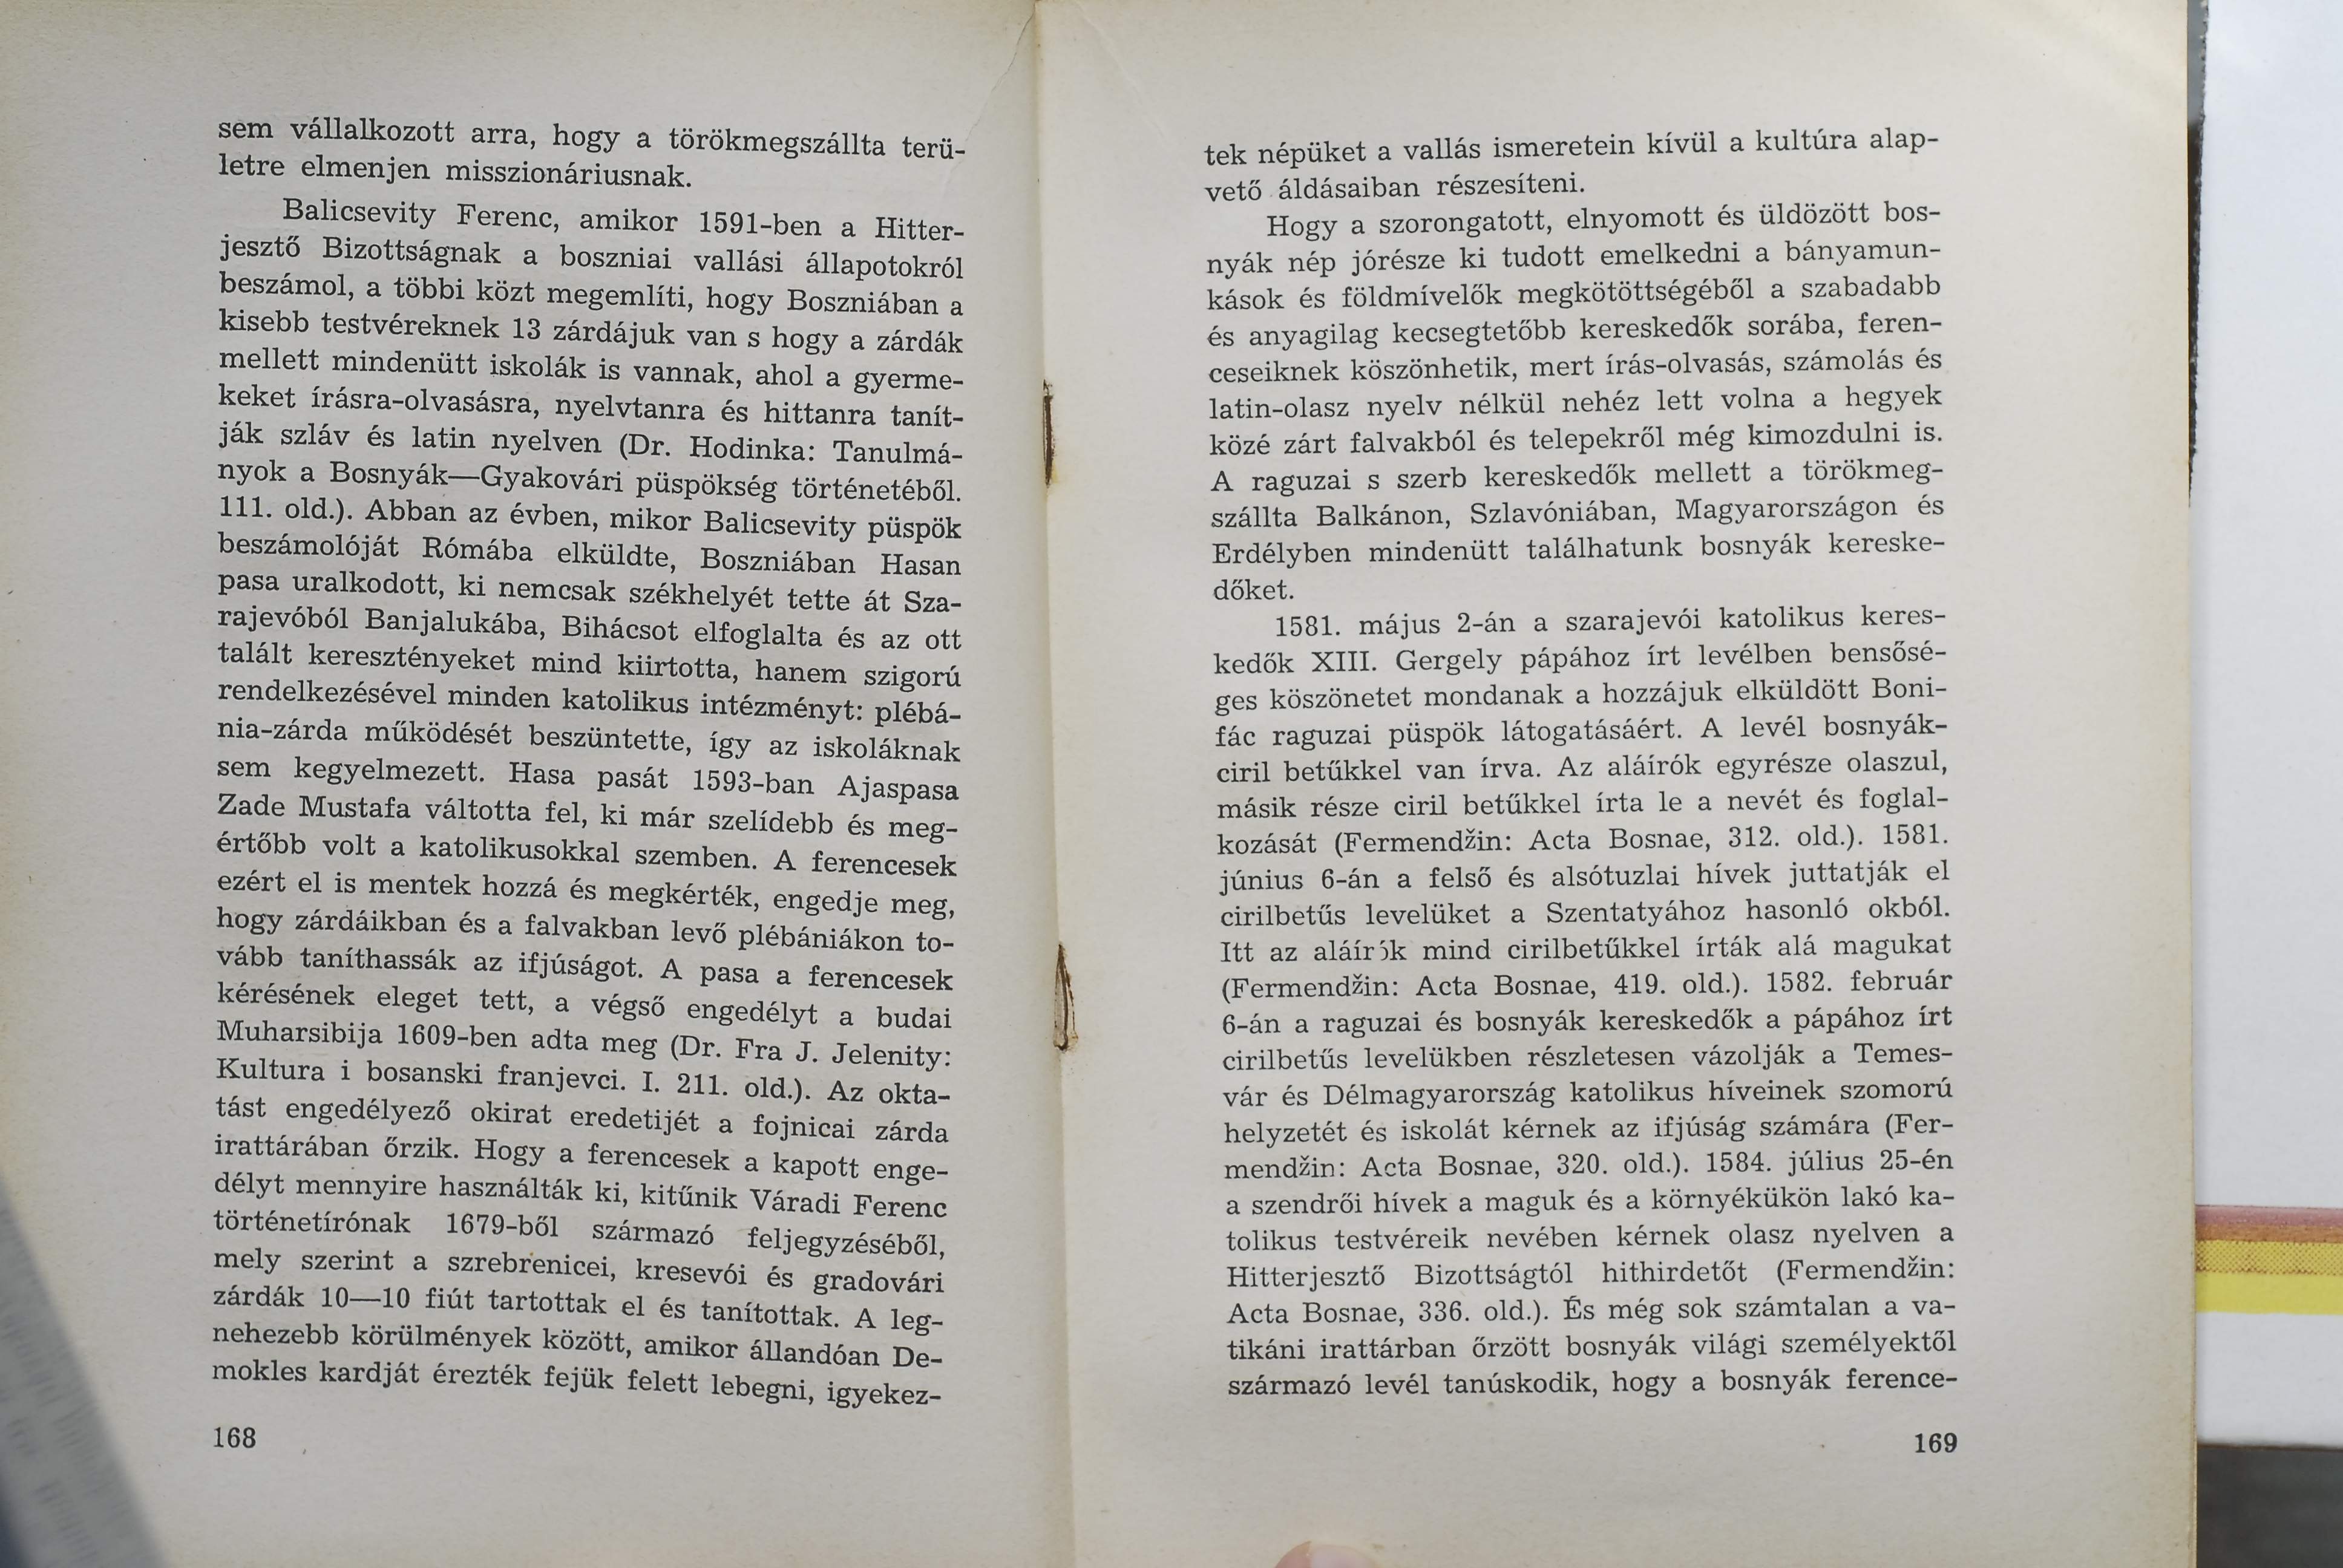 sem vállalkozott arra, hogy a törökmegszállta terü-
letre elmenjen misszionáriusnak.
Balicsevity Ferenc, amikor 1591-ben a Hitter-
jesztő Bizottságnak a boszniai vallási állapotokról
beszámol, a többi közt megemlíti, hogy Boszniában a
kisebb testvéreknek 13 zárdájuk van s hogy a zárdák
mellett mindenütt iskolák is vannak, ahol a gyerme-
keket írásra-olvasásra, nyelvtanra és hittanra tanít-
ják szláv és latin nyelven (Dr. Hodinka: Tanulmá-
nyok a Bosnyák—Gyakovári püspökség történetéből.
111. old.). Abban az évben, mikor Balicsevity püspök
beszámolóját Rómába elküldte, Boszniában Hasan
pasa uralkodott, ki nemcsak székhelyét tette át Sza-
rajevóból Banjalukába, Bihácsot elfoglalta és az ott
talált keresztényeket mind kiirtotta, hanem szigorú
rendelkezésével minden katolikus intézményt: plébá-
nia-zárda működését beszüntette, így az iskoláknak
sem kegyelmezett. Hasa pasát 1593-ban Ajaspasa
Zade Mustafa váltotta fel, ki már szelídebb és meg-
értőbb volt a katolikusokkal szemben. A ferencesek
ezért el is mentek hozzá és megkérték, engedje meg,
hogy zárdáikban és a falvakban levő plébániákon to-
vább taníthassák az ifjúságot. A pasa a ferencesek
kérésének eleget tett, a végső engedélyt a budai
Muharsibija 1609-ben adta meg (Dr. Fra J. Jelenity:
Kultura i bosanski franjevci. I. 211. old.). Az okta-
tást engedélyező okirat eredetijét a fojnicai zárda
irattárában őrzik. Hogy a ferencesek a kapott enge-
délyt mennyire használták ki, kitűnik Váradi Ferenc
történetírónak 1679-ből származó feljegyzéséből,
mely szerint a szrebrenicei, kresevói és gradovári
zárdák 10—10 fiút tartottak el és tanítottak. A leg-
nehezebb körülmények között, amikor állandóan De-
mokles kardját érezték fejük felett lebegni, igyekez-
168
tek népüket a vallás ismeretein kívül a kultúra alap-
vető áldásaiban részesíteni.
Hogy a szorongatott, elnyomott és üldözött bos-
nyák nép jórésze ki tudott emelkedni a bányamun-
kások és földmívelők megkötöttségéből a szabadabb
és anyagilag kecsegtetőbb kereskedők sorába, feren-
ceseiknek köszönhetik, mert írás-olvasás, számolás és
latin-olasz nyelv nélkül nehéz lett volna a hegyek
közé zárt falvakból és telepekről még kimozdulni is.
A raguzai s szerb kereskedők mellett a törökmeg-
szállta Balkánon, Szlavóniában, Magyarországon és
Erdélyben mindenütt találhatunk bosnyák kereske-
dőket.
1581. május 2-án a szarajevói katolikus keres-
kedők XIII. Gergely pápához írt levélben bensősé-
ges köszönetet mondanak a hozzájuk elküldött Boni-
fác raguzai püspök látogatásáért. A levél bosnyák-
ciril betűkkel van írva. Az aláírók egyrésze olaszul,
másik része ciril betűkkel írta le a nevét és foglal-
kozását (Fermendžin: Acta Bosnae, 312. old.). 1581.
június 6-án a felső és alsótuzlai hívek juttatják el
cirilbetűs levelüket a Szentatyához hasonló okból.
Itt az aláírók mind cirilbetűkkel írták alá magukat
(Fermendžin: Acta Bosnae, 419. old.). 1582. február
6-án a raguzai és bosnyák kereskedők a pápához írt
cirilbetűs levelükben részletesen vázolják a Temes-
vár és Délmagyarország katolikus híveinek szomorú
helyzetét és iskolát kérnek az ifjúság számára (Fer-
mendžin: Acta Bosnae, 320. old.). 1584. július 25-én
a szendrői hívek a maguk és a környékükön lakó ka-
tolikus testvéreik nevében kérnek olasz nyelven a
Hitterjesztő Bizottságtól hithirdetőt (Fermendžin:
Acta Bosnae, 336. old.). És még sok számtalan a va-
tikáni irattárban őrzött bosnyák világi személyektől
származó levél tanúskodik, hogy a bosnyák ference-
169